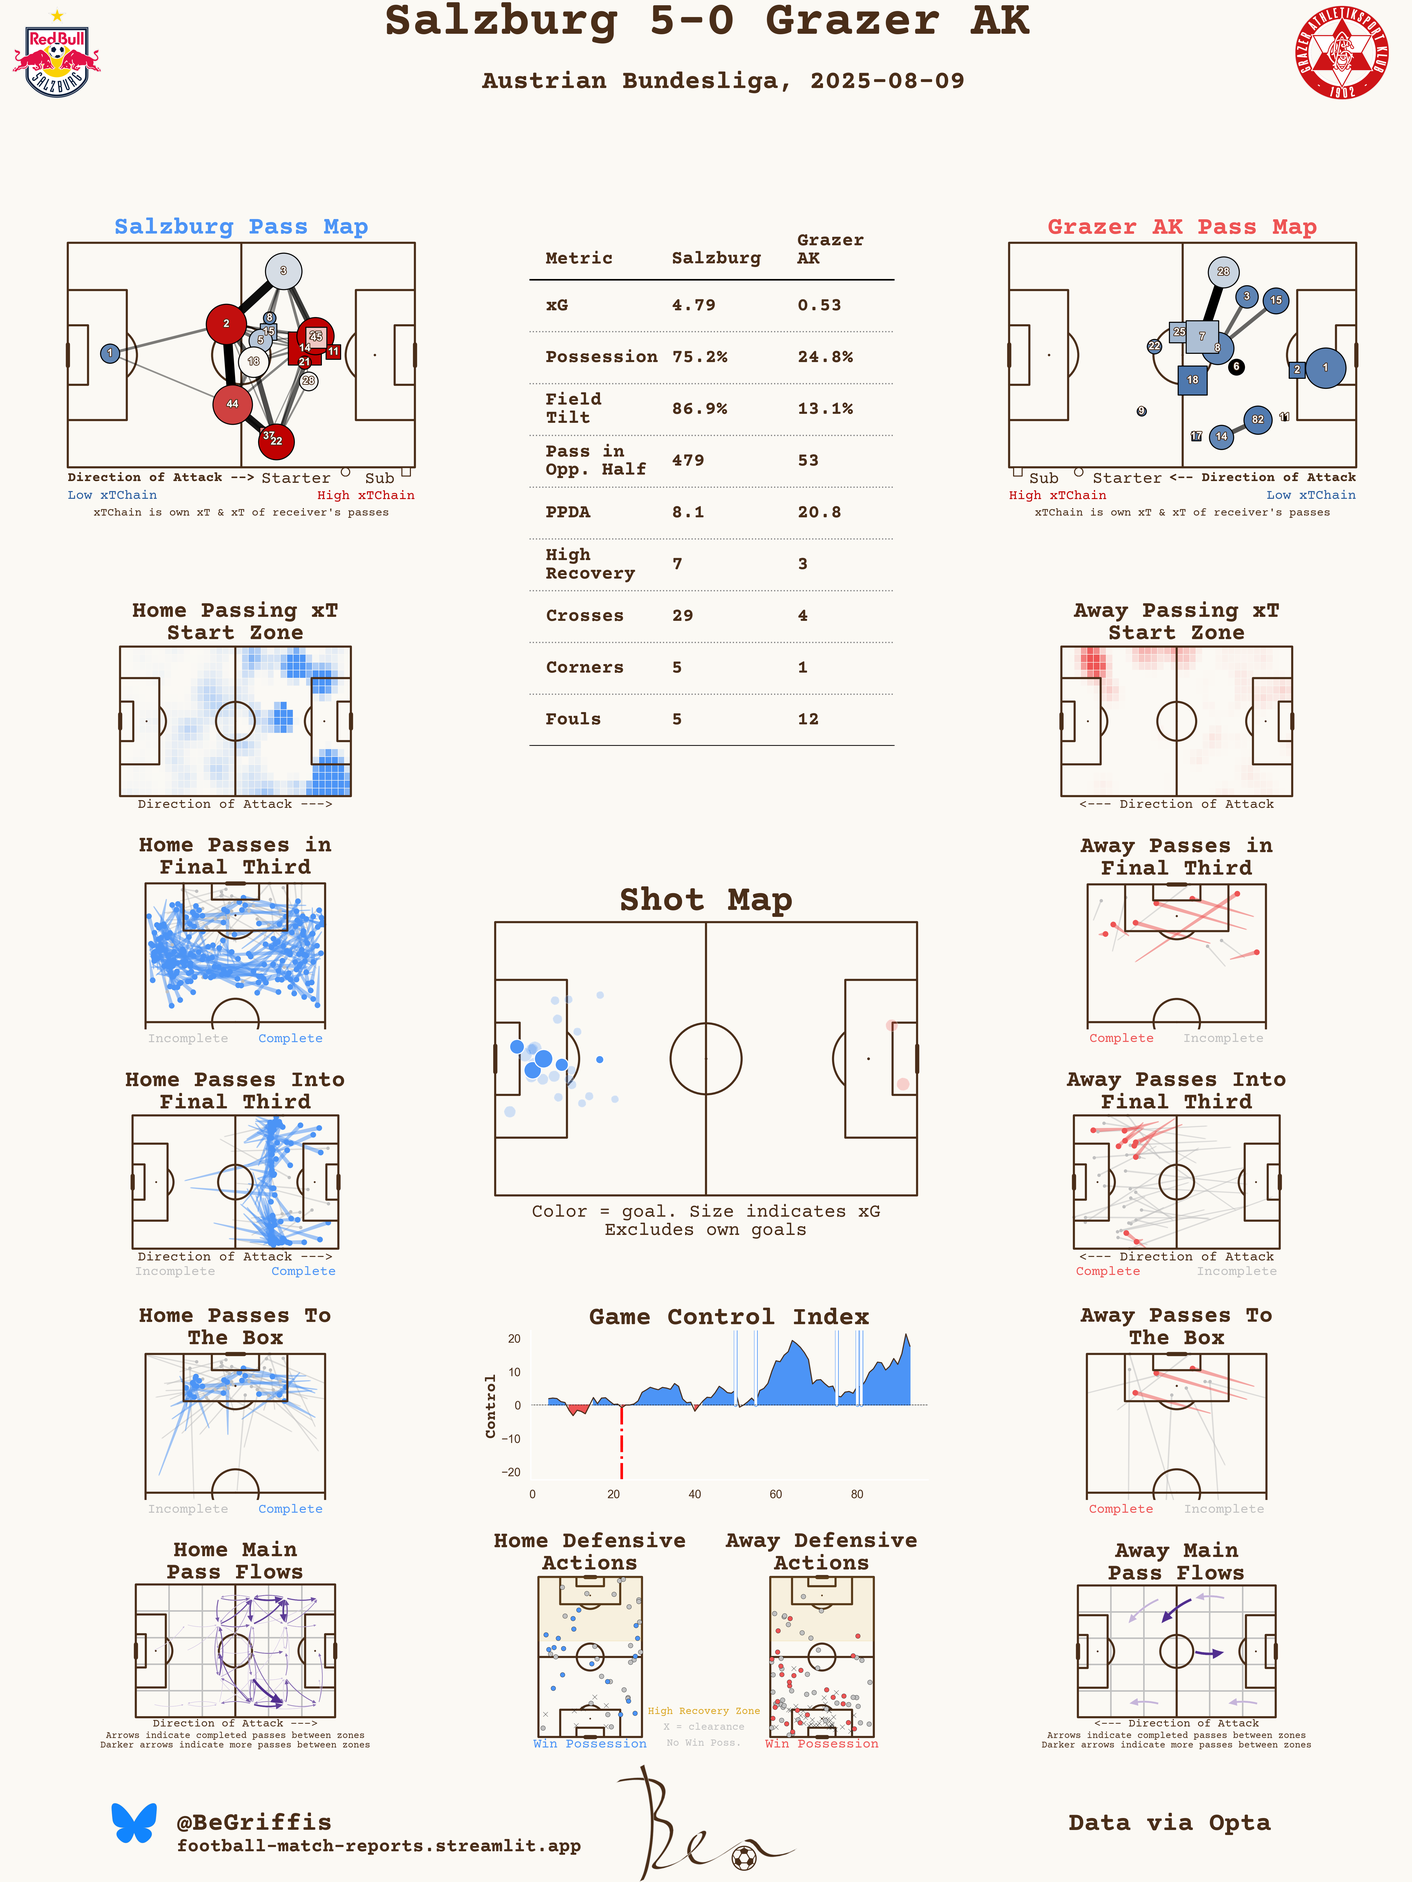 Salzburg 5-0 Grazer AK
Austrian Bundesliga, 2025-08-09
Red Bull
SALZBURG
GRAZER ATHLETIKSPORT KLUB
- 1902 -
Salzburg Pass Map
3
2
8
15
5
18
45
14
11
21
28
1
44
37
22
Direction of Attack --> Starter Sub
Low xTChain High xTChain
xTChain is own xT & xT of receiver's passes
Metric Salzburg Grazer AK
xG 4.79 0.53
Possession 75.2% 24.8%
Field Tilt 86.9% 13.1%
Pass in Opp. Half 479 53
PPDA 8.1 20.8
High Recovery 7 3
Crosses 29 4
Corners 5 1
Fouls 5 12
Grazer AK Pass Map
28
3
15
25
7
22
8
6
2
1
18
9
82
11
17
14
Sub Starter <-- Direction of Attack
High xTChain Low xTChain
xTChain is own xT & xT of receiver's passes
Home Passing xT
Start Zone
Direction of Attack --->
Away Passing xT
Start Zone
<--- Direction of Attack
Home Passes in
Final Third
Incomplete Complete
Away Passes in
Final Third
Complete Incomplete
Shot Map
Color = goal. Size indicates xG
Excludes own goals
Home Passes Into
Final Third
Direction of Attack --->
Incomplete Complete
Away Passes Into
Final Third
<--- Direction of Attack
Complete Incomplete
Home Passes To
The Box
Incomplete Complete
Game Control Index
Control
20
10
0
−10
−20
0 20 40 60 80
Away Passes To
The Box
Complete Incomplete
Home Main
Pass Flows
Direction of Attack --->
Arrows indicate completed passes between zones
Darker arrows indicate more passes between zones
Home Defensive
Actions
Win Possession
High Recovery Zone
X = clearance
No Win Poss.
Away Defensive
Actions
Win Possession
Away Main
Pass Flows
<--- Direction of Attack
Arrows indicate completed passes between zones
Darker arrows indicate more passes between zones
@BeGriffis
football-match-reports.streamlit.app
Ben
Data via Opta